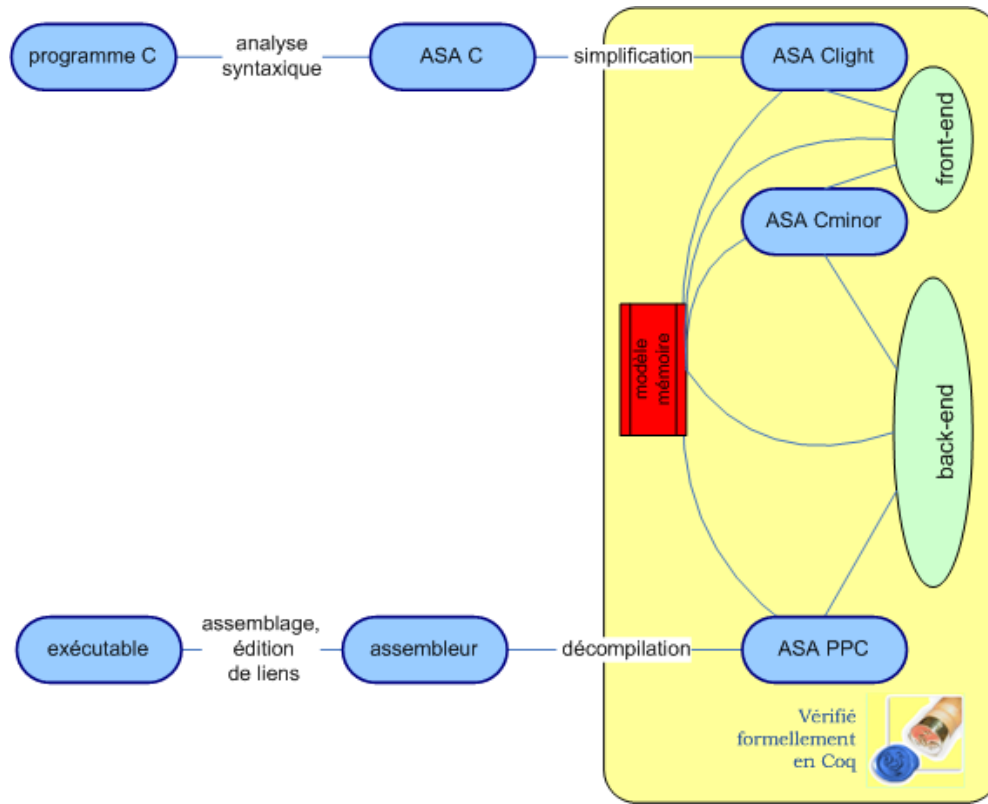 programme C
analyse
syntaxique
ASA C
simplification
ASA Clight
front-end
ASA Cminor
modèle
mémoire
back-end
exécutable
assemblage,
édition
de liens
assembleur
décompilation
ASA PPC
Vérifié
formellement
en Coq